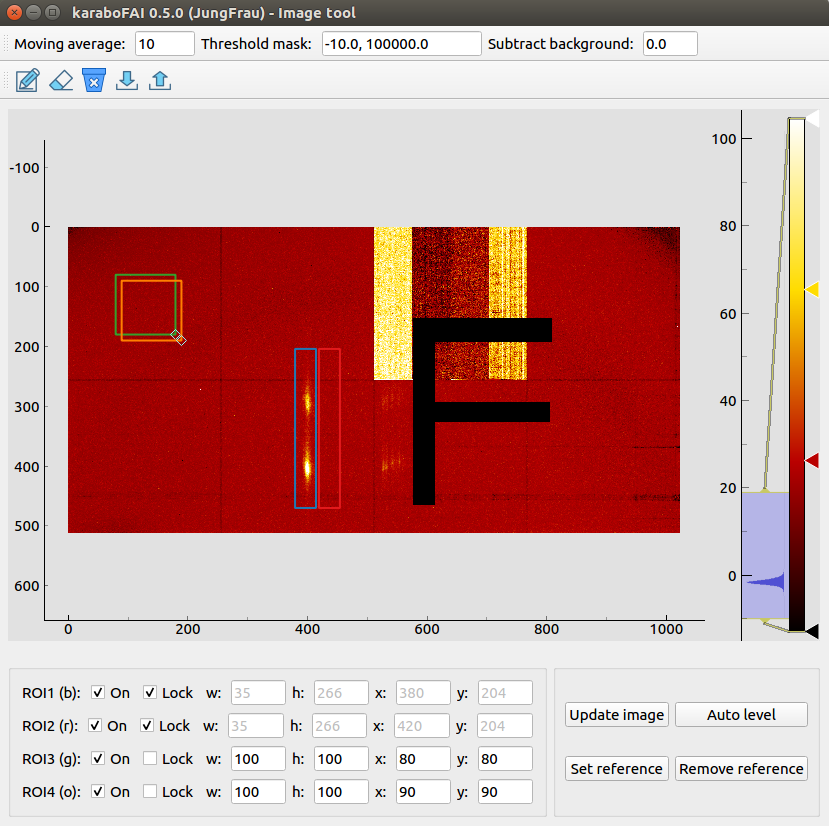 karaboFAI 0.5.0 (JungFrau) - Image tool
Moving average: 10 Threshold mask: -10.0, 100000.0 Subtract background: 0.0
-100
0
100
200
300
400
500
600
0 200 400 600 800 1000
100
80
60
40
20
0
F
ROI1 (b): On Lock w: 35 h: 266 x: 380 y: 204
ROI2 (r): On Lock w: 35 h: 266 x: 420 y: 204
ROI3 (g): On Lock w: 100 h: 100 x: 80 y: 80
ROI4 (o): On Lock w: 100 h: 100 x: 90 y: 90
Update image Auto level
Set reference Remove reference